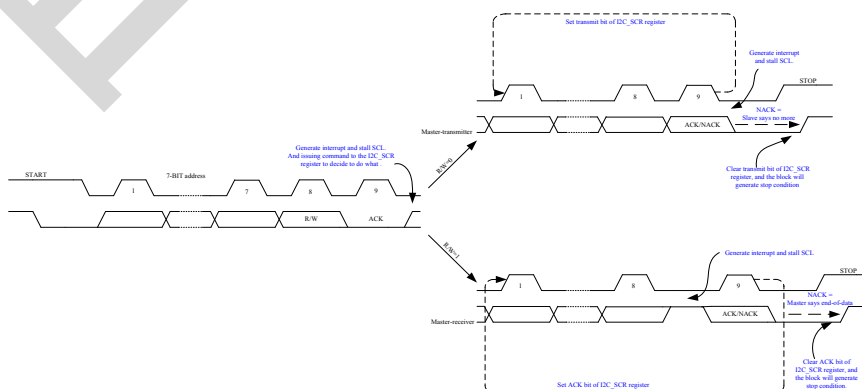 Set transmit bit of I2C_SCR register
Generate interrupt
and stall SCL.
STOP
1
8
9
NACK =
Slave says no more
Master-transmitter
ACK/NACK
Generate interrupt and stall SCL.
And issuing command to the I2C_SCR
register to decide to do what .
R/W=0
Clear transmit bit of I2C_SCR
register, and the block will
generate stop condition
START
7-BIT address
1
7
8
9
R/W
ACK
R/W=1
Generate interrupt and stall SCL
STOP
1
8
9
NACK =
Master says end-of-data
Master-receiver
ACK/NACK
Clear ACK bit of
I2C_SCR register, and
the block will generate
stop condition
Set ACK bit of I2C_SCR register